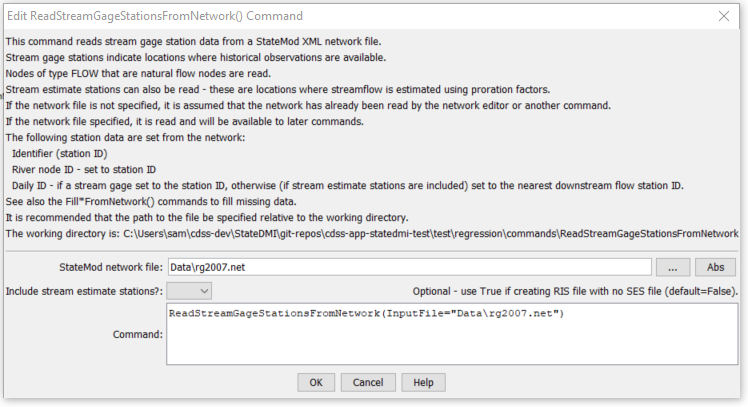 Edit ReadStreamGageStationsFromNetwork() Command
This command reads stream gage station data from a StateMod XML network file.
Stream gage stations indicate locations where historical observations are available.
Nodes of type FLOW that are natural flow nodes are read.
Stream estimate stations can also be read - these are locations where streamflow is estimated using proration factors.
If the network file is not specified, it is assumed that the network has already been read by the network editor or another command.
If the network file specified, it is read and will be available to later commands.
The following station data are set from the network:
Identifier (station ID)
River node ID - set to station ID
Daily ID - if a stream gage set to the station ID, otherwise (if stream estimate stations are included) set to the nearest downstream flow station ID.
See also the Fill*FromNetwork() commands to fill missing data.
It is recommended that the path to the file be specified relative to the working directory.
The working directory is: C:\Users\sam\cdss-dev\StateDMI\git-repos\cdss-app-statedmi-test\test\regression\commands\ReadStreamGageStationsFromNetwork
StateMod network file: Data\rg2007.net ... Abs
Include stream estimate stations?: Optional - use True if creating RIS file with no SES file (default=False).
ReadStreamGageStationsFromNetwork(InputFile="Data\rg2007.net")
Command:
OK Cancel Help